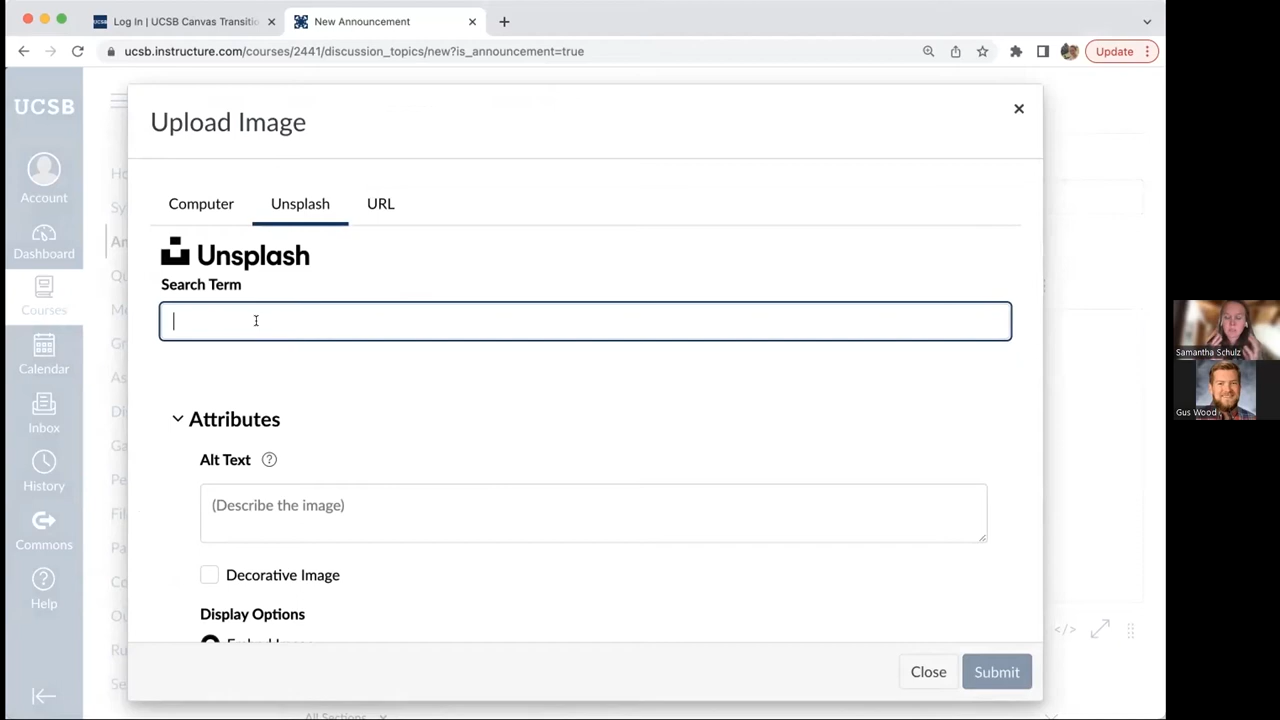 Log In | UCSB Canvas Transitio
New Announcement
ucsb.instructure.com/courses/2441/discussion_topics/new?is_announcement=true
Update
UCSB
Account
Dashboard
Courses
Calendar
Inbox
History
Commons
Help
Upload Image
Computer
Unsplash
URL
Unsplash
Search Term
Attributes
Alt Text
(Describe the image)
Decorative Image
Display Options
Close
Submit
</>
All Sections
Samantha Schulz
Gus Wood